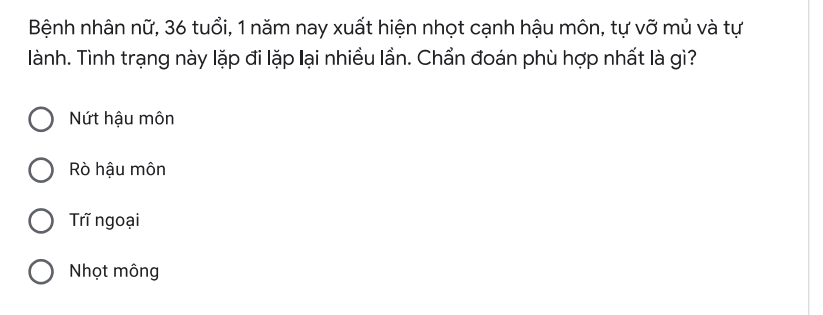 Bệnh nhân nữ, 36 tuổi, 1 năm nay xuất hiện nhọt cạnh hậu môn, tự vỡ mủ và tự
lành. Tình trạng này lặp đi lặp lại nhiều lần. Chẩn đoán phù hợp nhất là gì?
Nứt hậu môn
Rò hậu môn
Trĩ ngoại
Nhọt mông